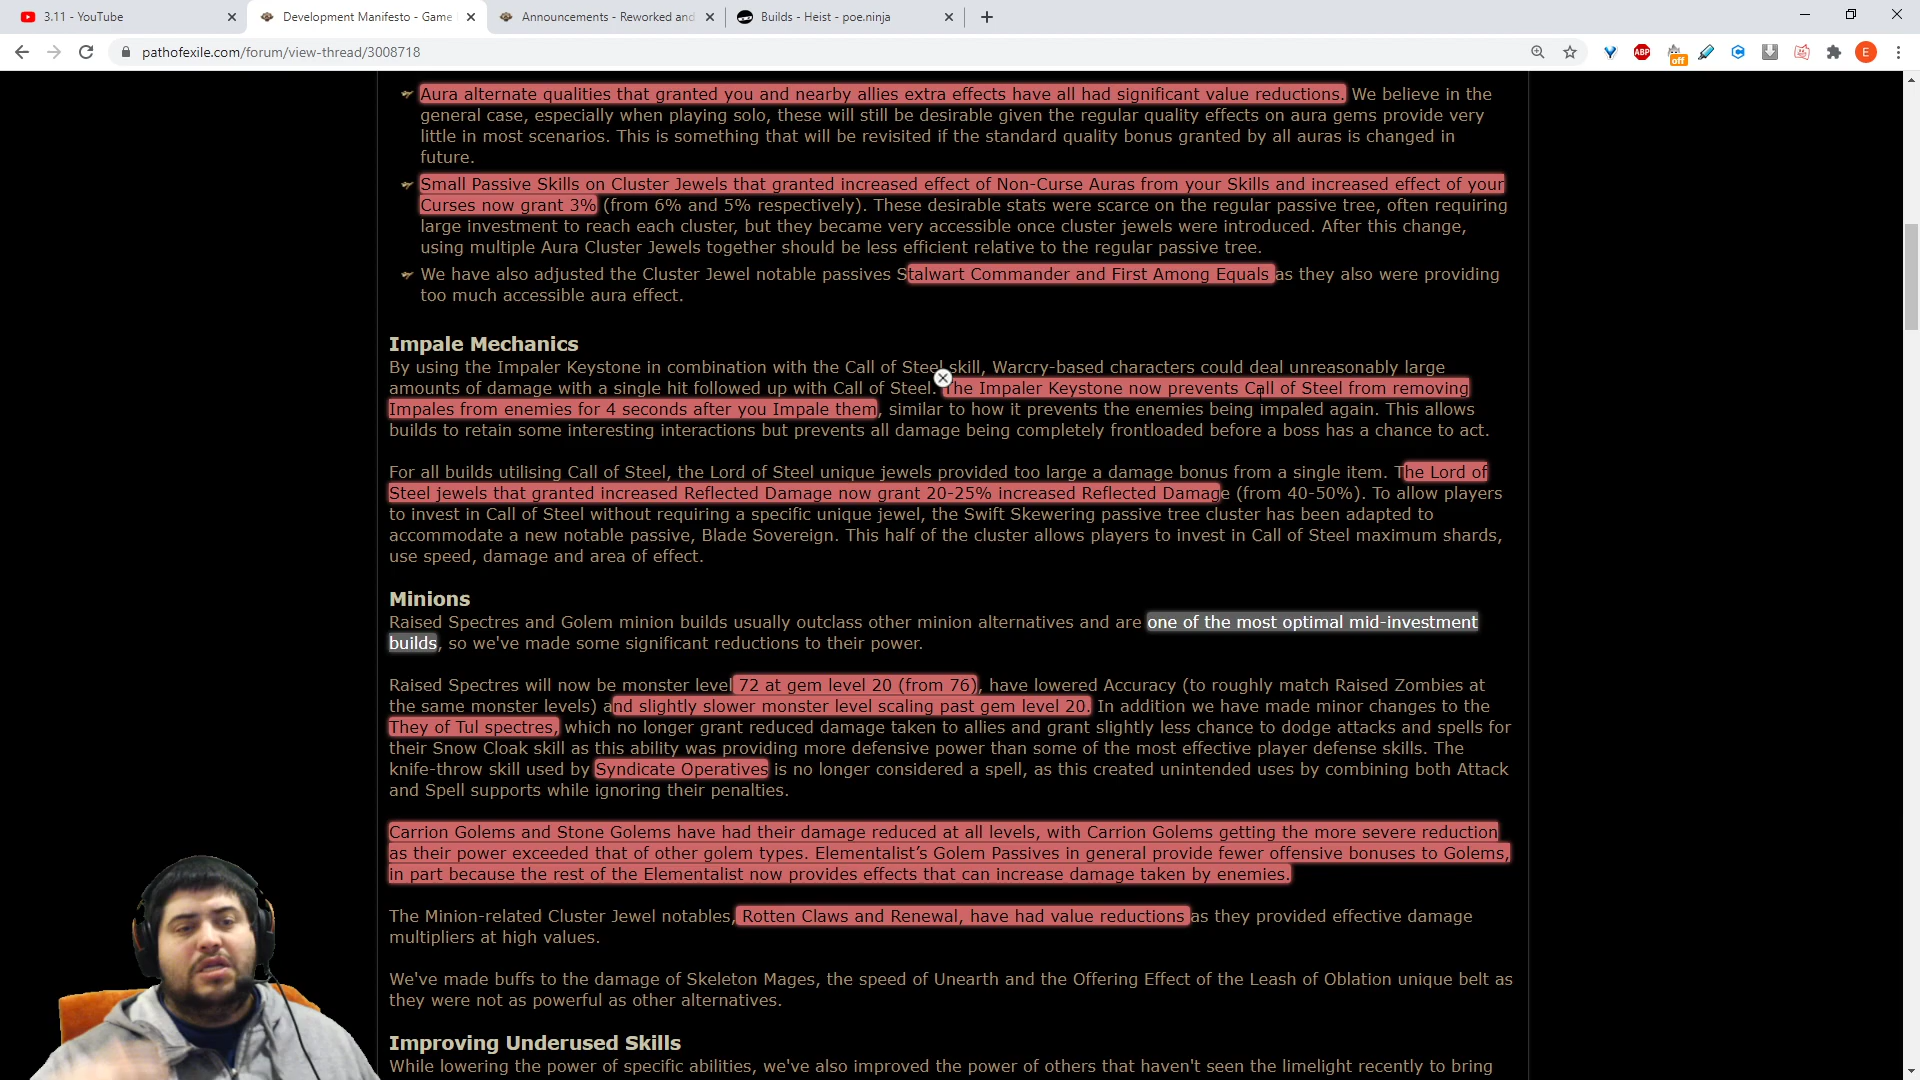 3.11 - YouTube
Development Manifesto - Game
Announcements - Reworked and
Builds - Heist - poe.ninja
pathofexile.com/forum/view-thread/3008718
ABP
off
E
Aura alternate qualities that granted you and nearby allies extra effects have all had significant value reductions. We believe in the
general case, especially when playing solo, these will still be desirable given the regular quality effects on aura gems provide very
little in most scenarios. This is something that will be revisited if the standard quality bonus granted by all auras is changed in
future.
Small Passive Skills on Cluster Jewels that granted increased effect of Non-Curse Auras from your Skills and increased effect of your
Curses now grant 3% (from 6% and 5% respectively). These desirable stats were scarce on the regular passive tree, often requiring
large investment to reach each cluster, but they became very accessible once cluster jewels were introduced. After this change,
using multiple Aura Cluster Jewels together should be less efficient relative to the regular passive tree.
We have also adjusted the Cluster Jewel notable passives Stalwart Commander and First Among Equals as they also were providing
too much accessible aura effect.
Impale Mechanics
By using the Impaler Keystone in combination with the Call of Steel skill, Warcry-based characters could deal unreasonably large
amounts of damage with a single hit followed up with Call of Steel. The Impaler Keystone now prevents Call of Steel from removing
Impales from enemies for 4 seconds after you Impale them, similar to how it prevents the enemies being impaled again. This allows
builds to retain some interesting interactions but prevents all damage being completely frontloaded before a boss has a chance to act.
For all builds utilising Call of Steel, the Lord of Steel unique jewels provided too large a damage bonus from a single item. The Lord of
Steel jewels that granted increased Reflected Damage now grant 20-25% increased Reflected Damage (from 40-50%). To allow players
to invest in Call of Steel without requiring a specific unique jewel, the Swift Skewering passive tree cluster has been adapted to
accommodate a new notable passive, Blade Sovereign. This half of the cluster allows players to invest in Call of Steel maximum shards,
use speed, damage and area of effect.
Minions
Raised Spectres and Golem minion builds usually outclass other minion alternatives and are one of the most optimal mid-investment
builds, so we've made some significant reductions to their power.
Raised Spectres will now be monster level 72 at gem level 20 (from 76), have lowered Accuracy (to roughly match Raised Zombies at
the same monster levels) and slightly slower monster level scaling past gem level 20. In addition we have made minor changes to the
They of Tul spectres, which no longer grant reduced damage taken to allies and grant slightly less chance to dodge attacks and spells for
their Snow Cloak skill as this ability was providing more defensive power than some of the most effective player defense skills. The
knife-throw skill used by Syndicate Operatives is no longer considered a spell, as this created unintended uses by combining both Attack
and Spell supports while ignoring their penalties.
Carrion Golems and Stone Golems have had their damage reduced at all levels, with Carrion Golems getting the more severe reduction
as their power exceeded that of other golem types. Elementalist's Golem Passives in general provide fewer offensive bonuses to Golems,
in part because the rest of the Elementalist now provides effects that can increase damage taken by enemies.
The Minion-related Cluster Jewel notables, Rotten Claws and Renewal, have had value reductions as they provided effective damage
multipliers at high values.
We've made buffs to the damage of Skeleton Mages, the speed of Unearth and the Offering Effect of the Leash of Oblation unique belt as
they were not as powerful as other alternatives.
Improving Underused Skills
While lowering the power of specific abilities, we've also improved the power of others that haven't seen the limelight recently to bring